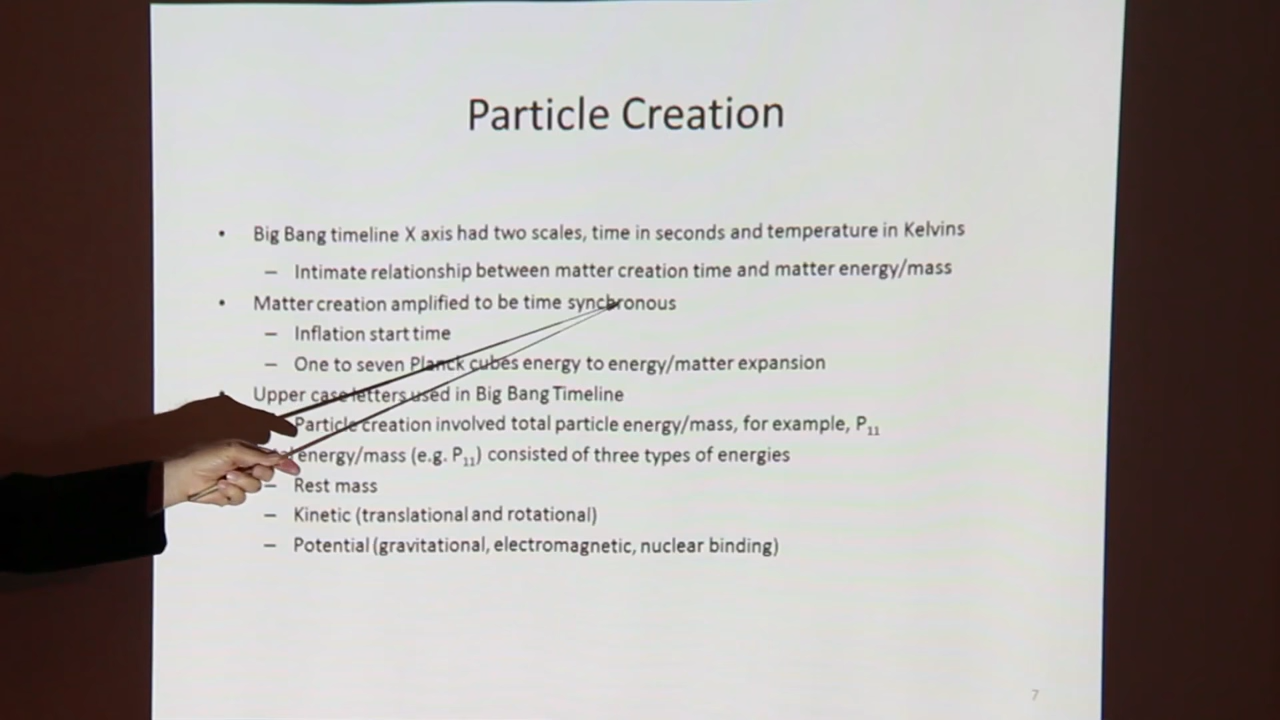 Particle Creation
• Big Bang timeline X axis had two scales, time in seconds and temperature in Kelvins
– Intimate relationship between matter creation time and matter energy/mass
• Matter creation amplified to be time synchronous
– Inflation start time
– One to seven Planck cubes energy to energy/matter expansion
Upper case letters used in Big Bang Timeline
Particle creation involved total particle energy/mass, for example, P₁₁
energy/mass (e.g. P₁₁) consisted of three types of energies
– Rest mass
– Kinetic (translational and rotational)
– Potential (gravitational, electromagnetic, nuclear binding)
7